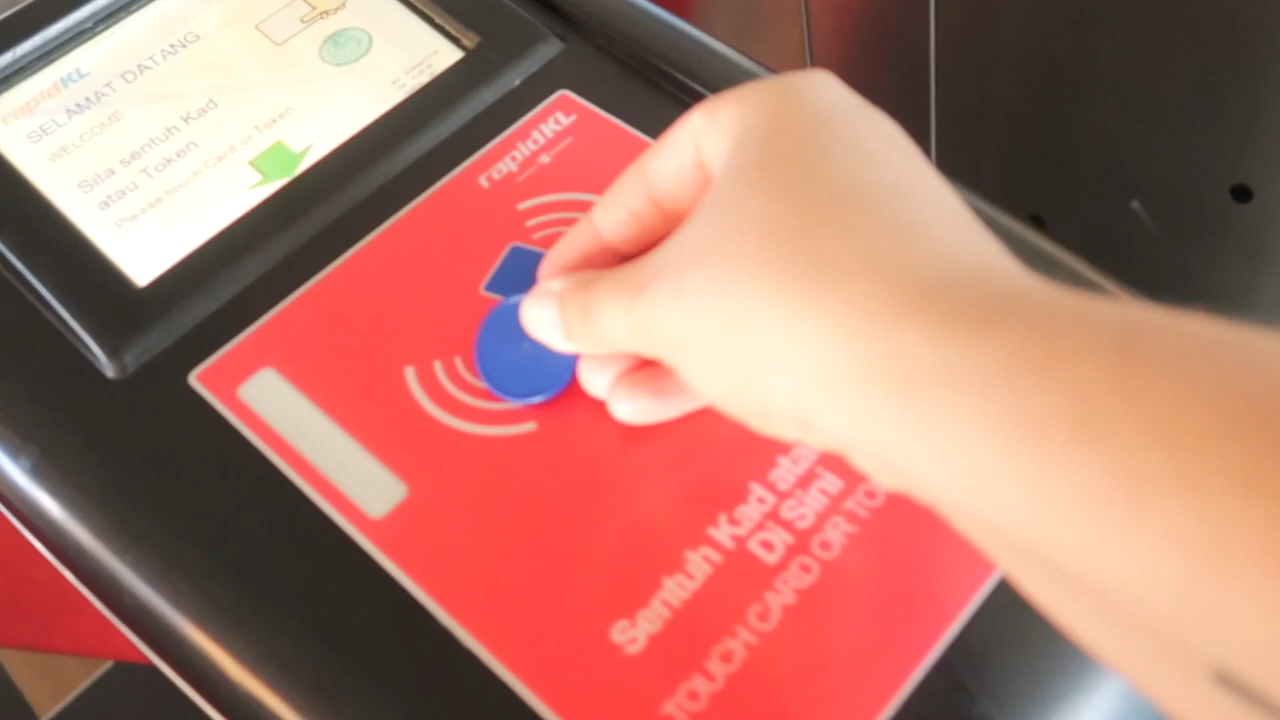 rapidKL
SELAMAT DATANG
WELCOME
Sila sentuh Kad
atau Token
Please touch Card or Token
rapidKL
Sentuh Kad atau
Di Sini
TOUCH CARD OR TO